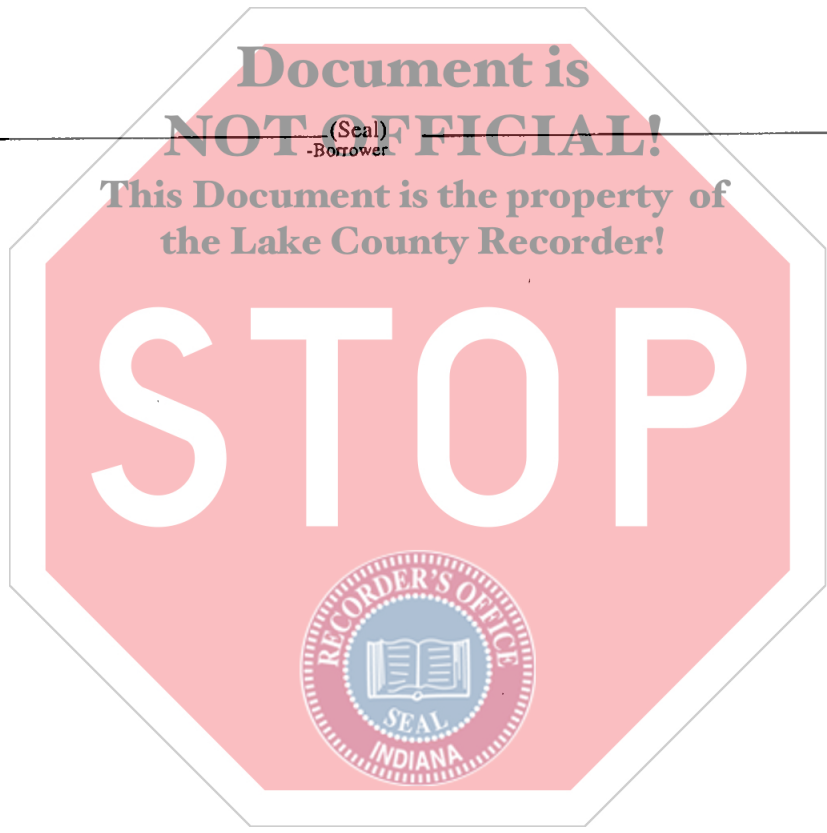 Document is
NOT OFFICIAL!
(Seal)
-Borrower
This Document is the property of
the Lake County Recorder!
STOP
RECORDER'S OFFICE
SEAL
INDIANA